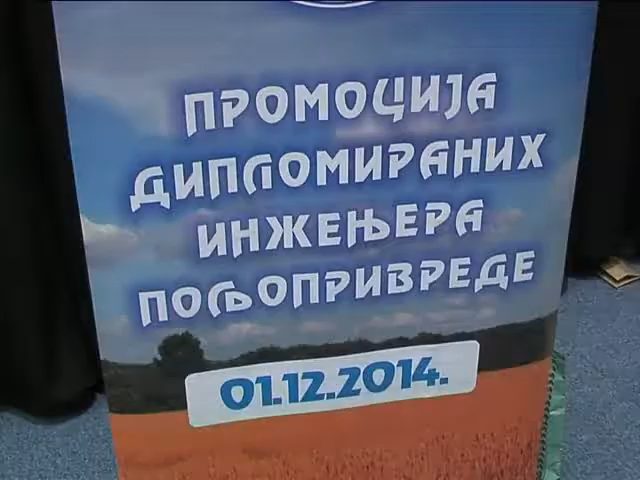 ПРОМОЦИЈА
ДИПЛОМИРАНИХ
ИНЖЕЊЕРА
ПОЉОПРИВРЕДЕ
01.12.2014.